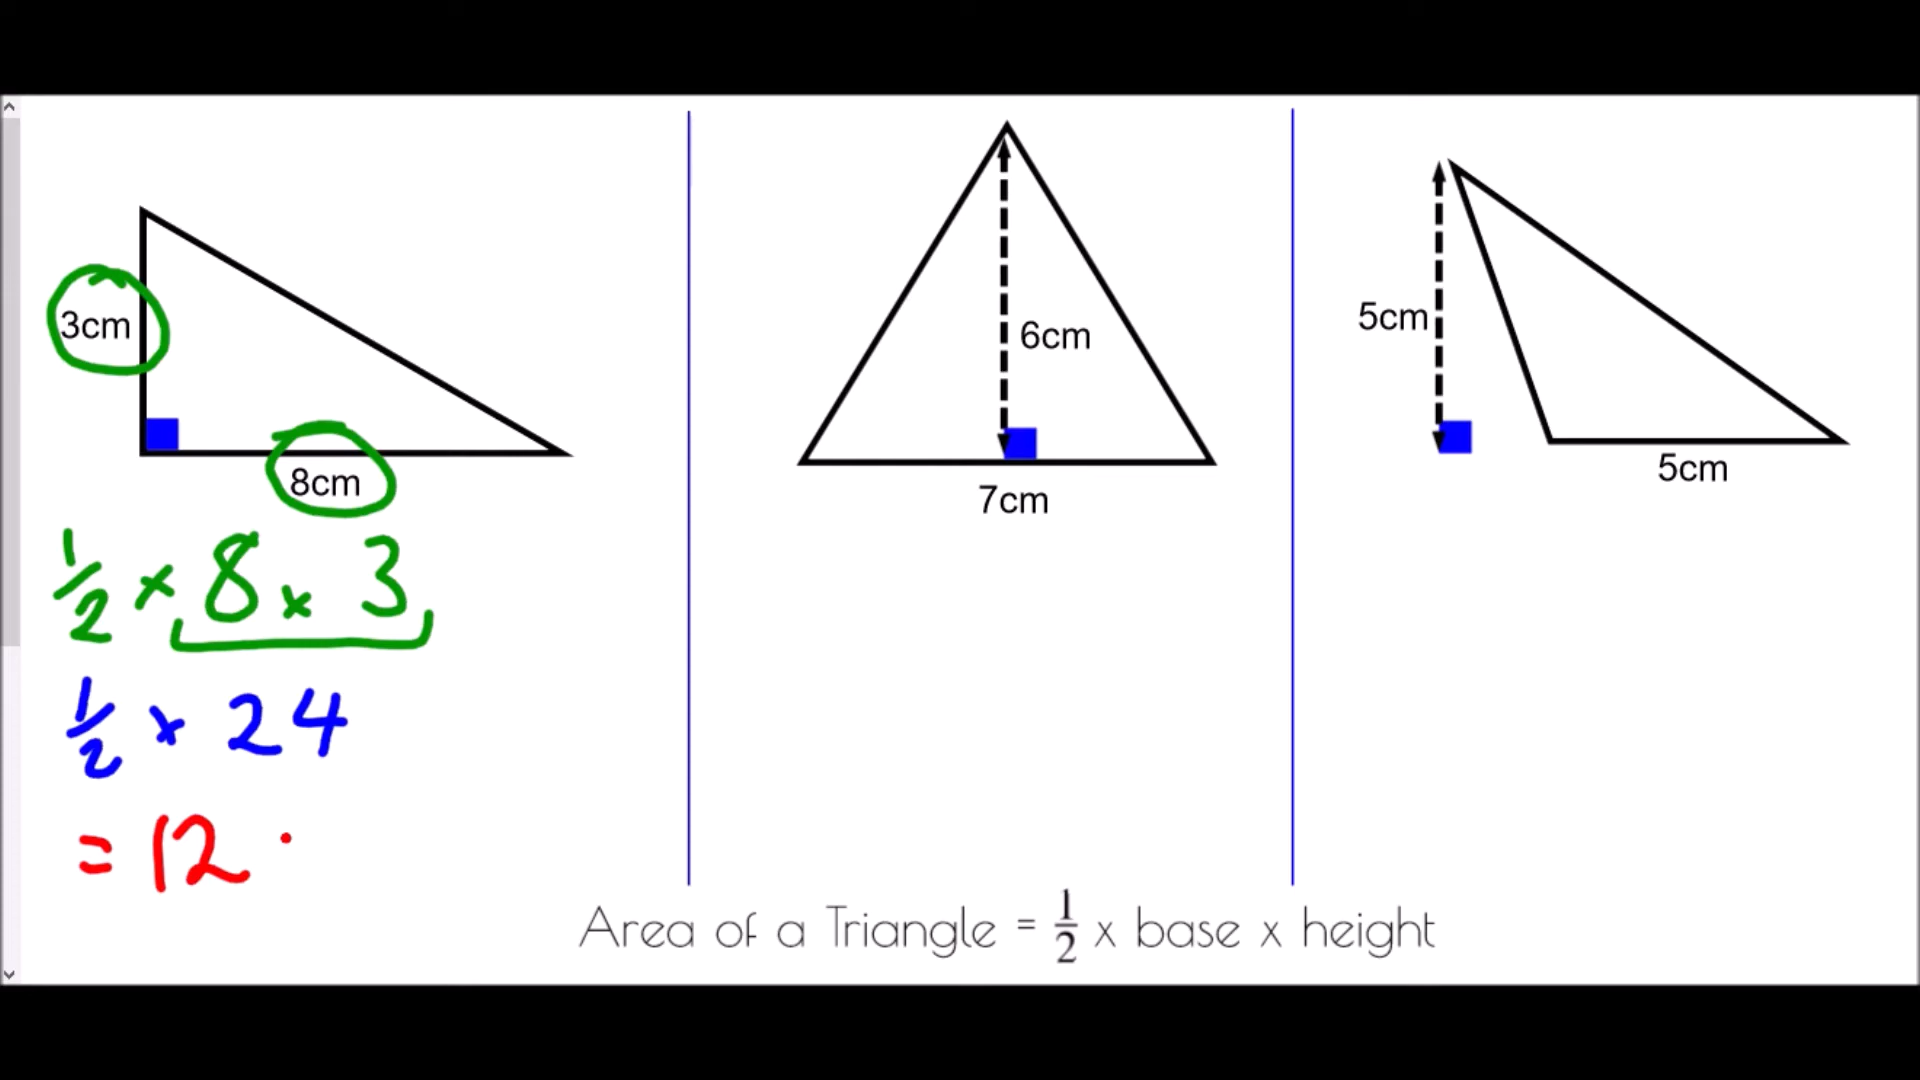 3cm
8cm
½ × 8 × 3
½ × 24
= 12
6cm
7cm
5cm
5cm
Area of a Triangle = ½ x base x height